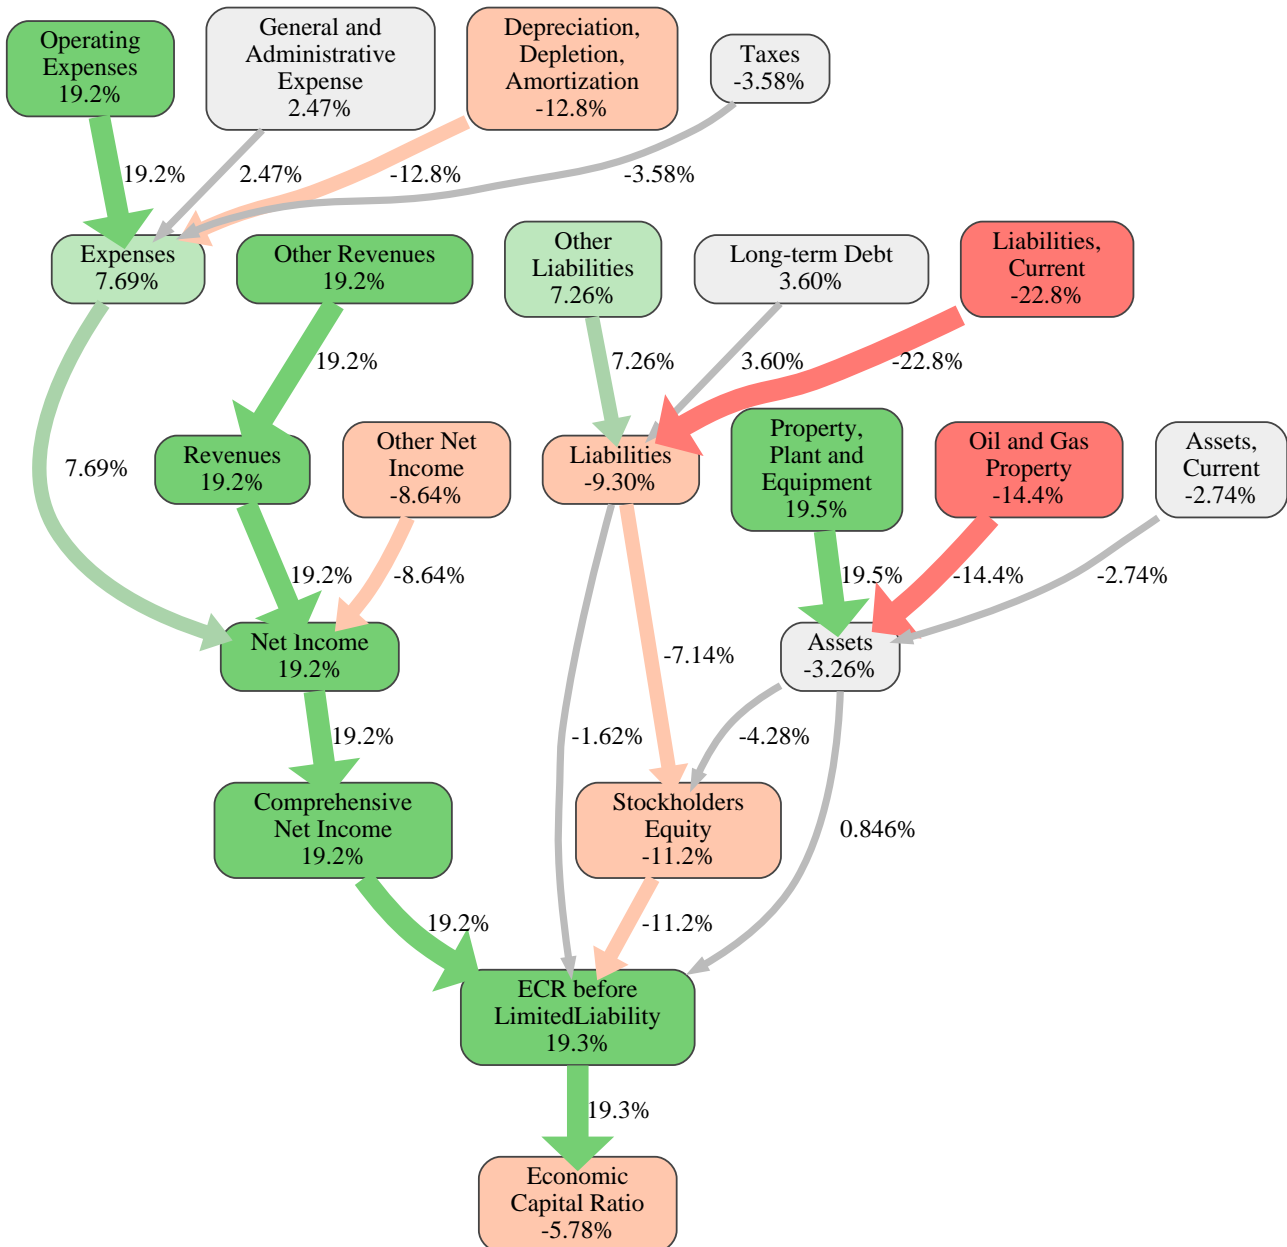 Operating
Expenses
19.2%
General and
Administrative
Expense
2.47%
Depreciation,
Depletion,
Amortization
-12.8%
Taxes
-3.58%
19.2%
2.47%
-12.8%
-3.58%
Expenses
7.69%
Other Revenues
19.2%
Other
Liabilities
7.26%
Long-term Debt
3.60%
Liabilities,
Current
-22.8%
19.2%
7.26%
3.60%
-22.8%
7.69%
Revenues
19.2%
Other Net
Income
-8.64%
Liabilities
-9.30%
Property,
Plant and
Equipment
19.5%
Oil and Gas
Property
-14.4%
Assets,
Current
-2.74%
19.2%
-8.64%
19.5%
-14.4%
-2.74%
Net Income
19.2%
-7.14%
Assets
-3.26%
19.2%
-1.62%
-4.28%
Comprehensive
Net Income
19.2%
Stockholders
Equity
-11.2%
0.846%
19.2%
-11.2%
ECR before
LimitedLiability
19.3%
19.3%
Economic
Capital Ratio
-5.78%